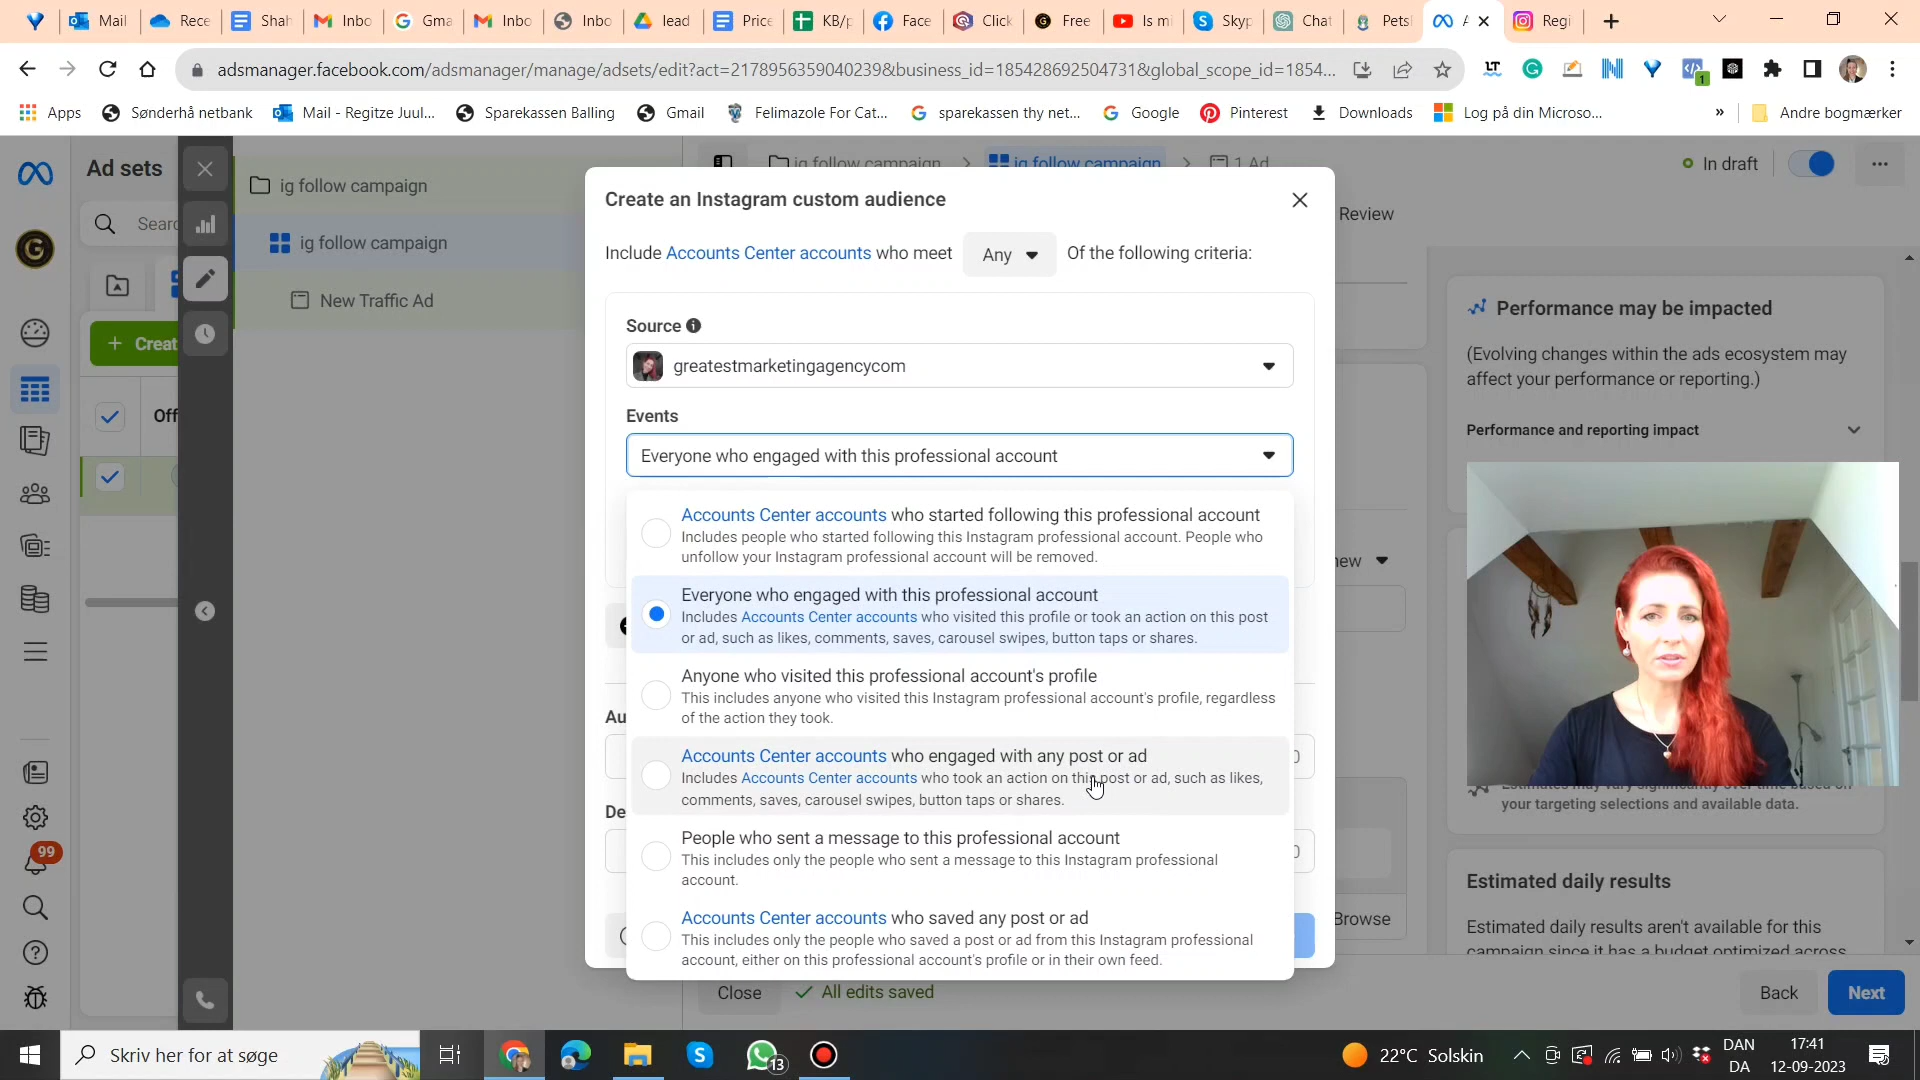 Mail
Rece
Shah
Inbo
Gma
Inbo
Inbo
lead
Price
KB/p
Face
Click
Free
Is mi
Skyp
Chat
Pets
Regi
adsmanager.facebook.com/adsmanager/manage/adsets/edit?act=2178956359040239&business_id=185428692504731&global_scope_id=1854...
Apps
Sønderhå netbank
Mail - Regitze Juul...
Sparekassen Balling
Gmail
Felimazole For Cat...
sparekassen thy net...
Google
Pinterest
Downloads
Log på din Microso...
»
Andre bogmærker
Ad sets
ig follow campaign
ig follow campaign
ig follow campaign
1 Ad
In draft
Review
Sear
ig follow campaign
New Traffic Ad
+ Creat
Off
99
Create an Instagram custom audience
Include Accounts Center accounts who meet Any Of the following criteria:
Source
greatestmarketingagencycom
Events
Everyone who engaged with this professional account
Accounts Center accounts who started following this professional account
Includes people who started following this Instagram professional account. People who
unfollow your Instagram professional account will be removed.
Everyone who engaged with this professional account
Includes Accounts Center accounts who visited this profile or took an action on this post
or ad, such as likes, comments, saves, carousel swipes, button taps or shares.
Anyone who visited this professional account's profile
This includes anyone who visited this Instagram professional account's profile, regardless
of the action they took.
Au
Accounts Center accounts who engaged with any post or ad
Includes Accounts Center accounts who took an action on this post or ad, such as likes,
comments, saves, carousel swipes, button taps or shares.
De
People who sent a message to this professional account
This includes only the people who sent a message to this Instagram professional
account.
Accounts Center accounts who saved any post or ad
This includes only the people who saved a post or ad from this Instagram professional
account, either on this professional account's profile or in their own feed.
Browse
Performance may be impacted
(Evolving changes within the ads ecosystem may
affect your performance or reporting.)
Performance and reporting impact
your targeting selections and available data.
Estimated daily results
Estimated daily results aren't available for this
campaign since it has a budget optimized across
Close
All edits saved
Back
Next
Skriv her for at søge
13
22°C Solskin
DAN
DA
17:41
12-09-2023